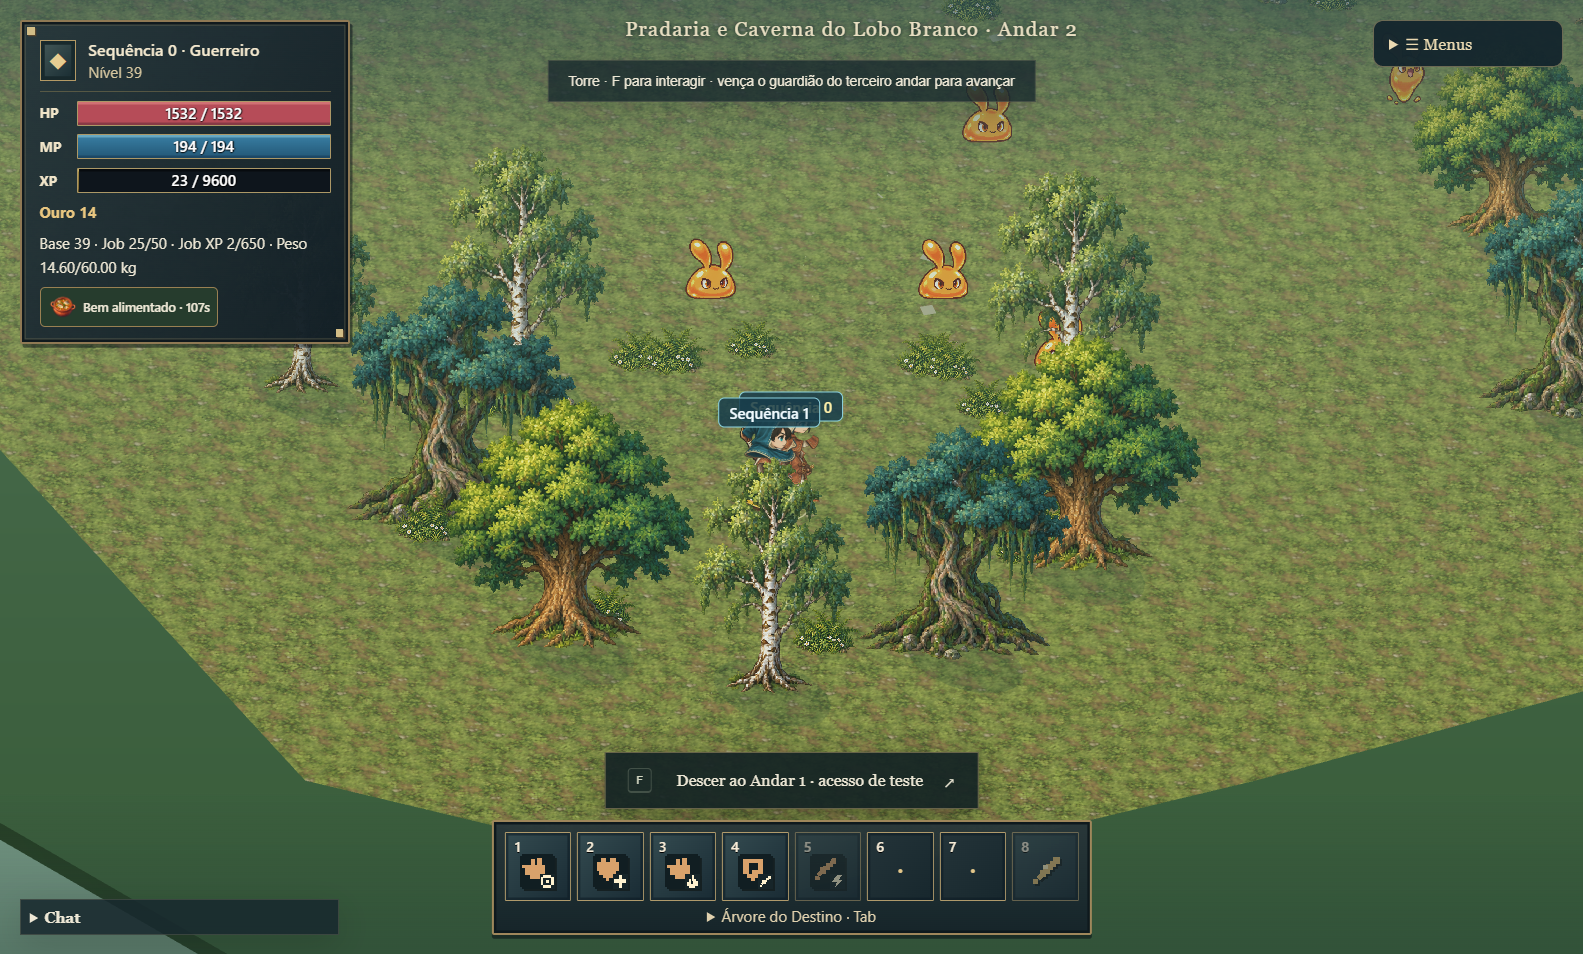 Pradaria e Caverna do Lobo Branco · Andar 2
Torre · F para interagir · vença o guardião do terceiro andar para avançar
Sequência 0 · Guerreiro
Nível 39
HP 1532 / 1532
MP 194 / 194
XP 23 / 9600
Ouro 14
Base 39 · Job 25/50 · Job XP 2/650 · Peso
14.60/60.00 kg
Bem alimentado · 107s
▶ ☰ Menus
Sequência 1
0
F Descer ao Andar 1 · acesso de teste ↗
1 2 3 4 5 6 7 8
▶ Árvore do Destino · Tab
▶ Chat